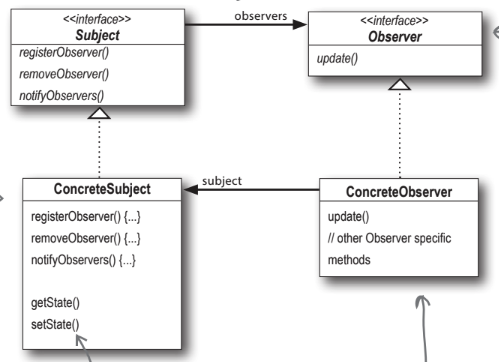 <<interface>>
Subject
registerObserver()
removeObserver()
notifyObservers()
observers
<<interface>>
Observer
update()
ConcreteSubject
registerObserver() {...}
removeObserver() {...}
notifyObservers() {...}
getState()
setState()
subject
ConcreteObserver
update()
// other Observer specific
methods